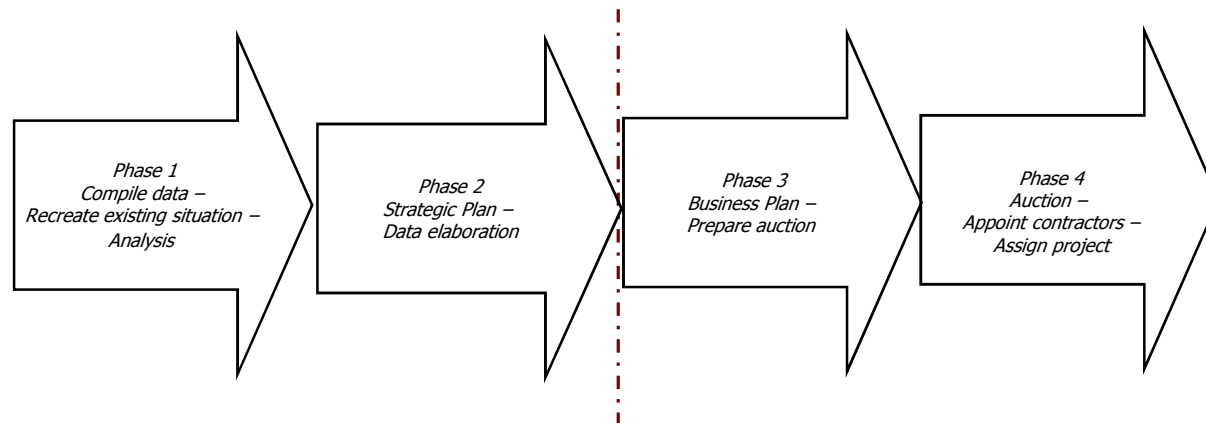 Phase 1
Compile data –
Recreate existing situation –
Analysis
Phase 2
Strategic Plan –
Data elaboration
Phase 3
Business Plan –
Prepare auction
Phase 4
Auction –
Appoint contractors –
Assign project